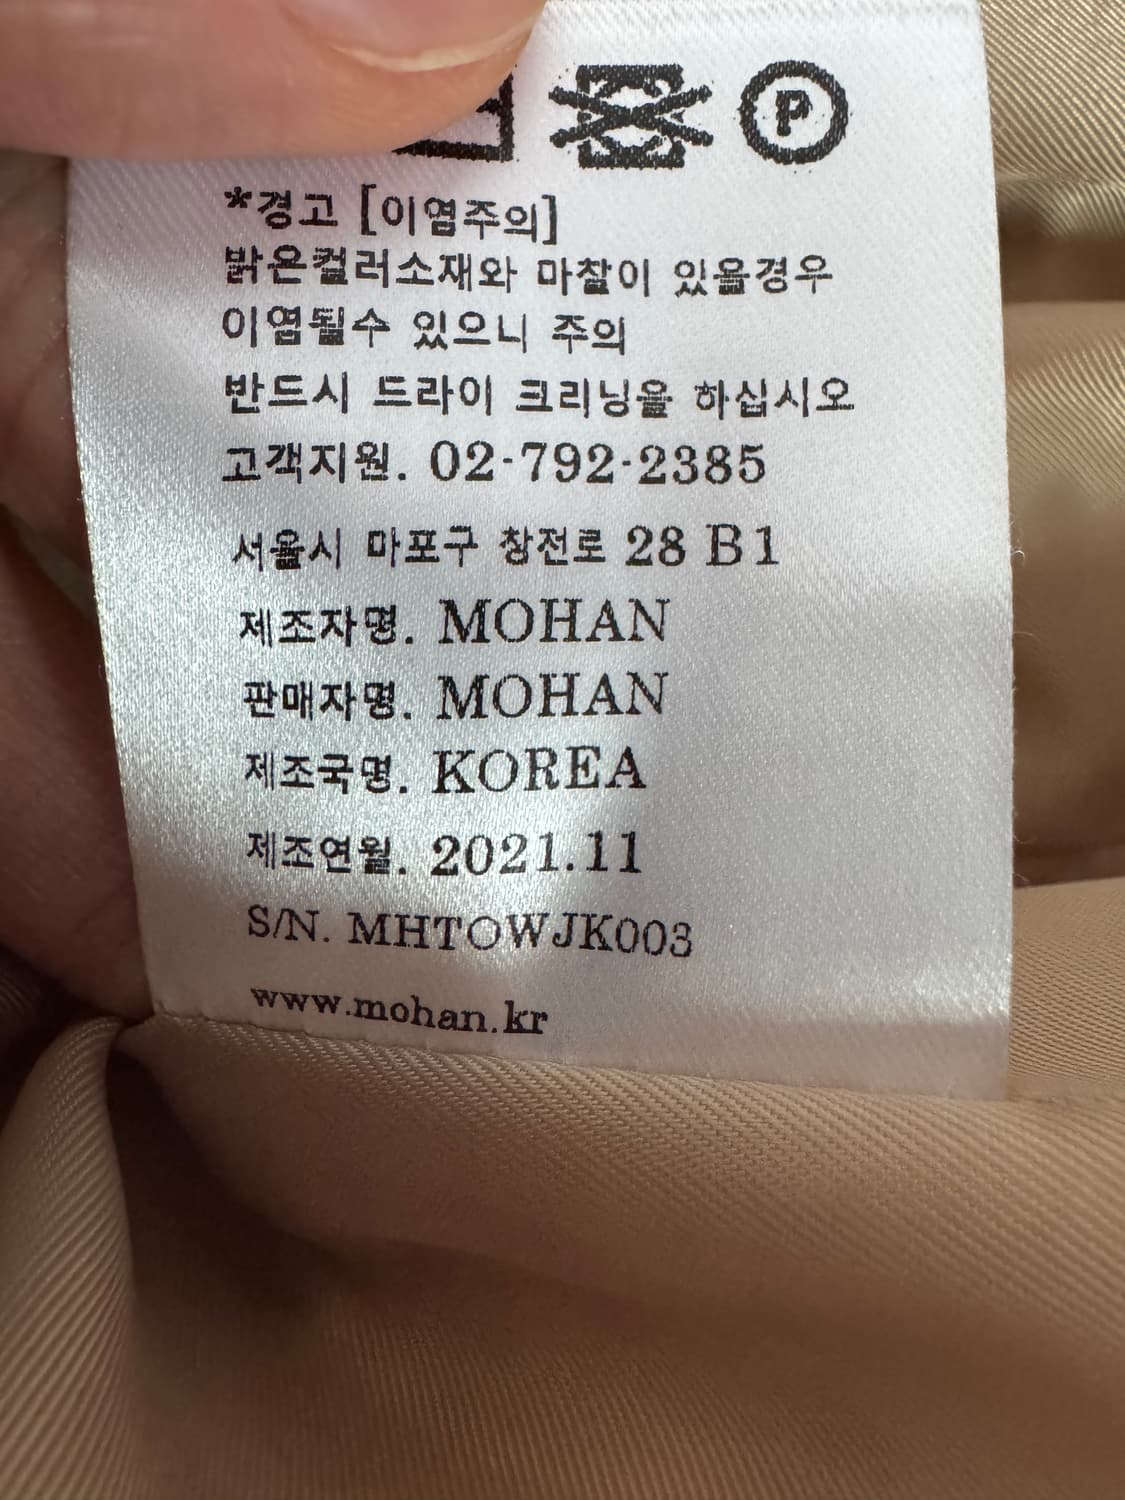 P
*경고 [이염주의]
밝은컬러소재와 마찰이 있을경우
이염될수 있으니 주의
반드시 드라이 크리닝을 하십시오
고객지원. 02-792-2385
서울시 마포구 창전로 28 B1
제조자명. MOHAN
판매자명. MOHAN
제조국명. KOREA
제조연월. 2021.11
S/N. MHTOWJK003
www.mohan.kr